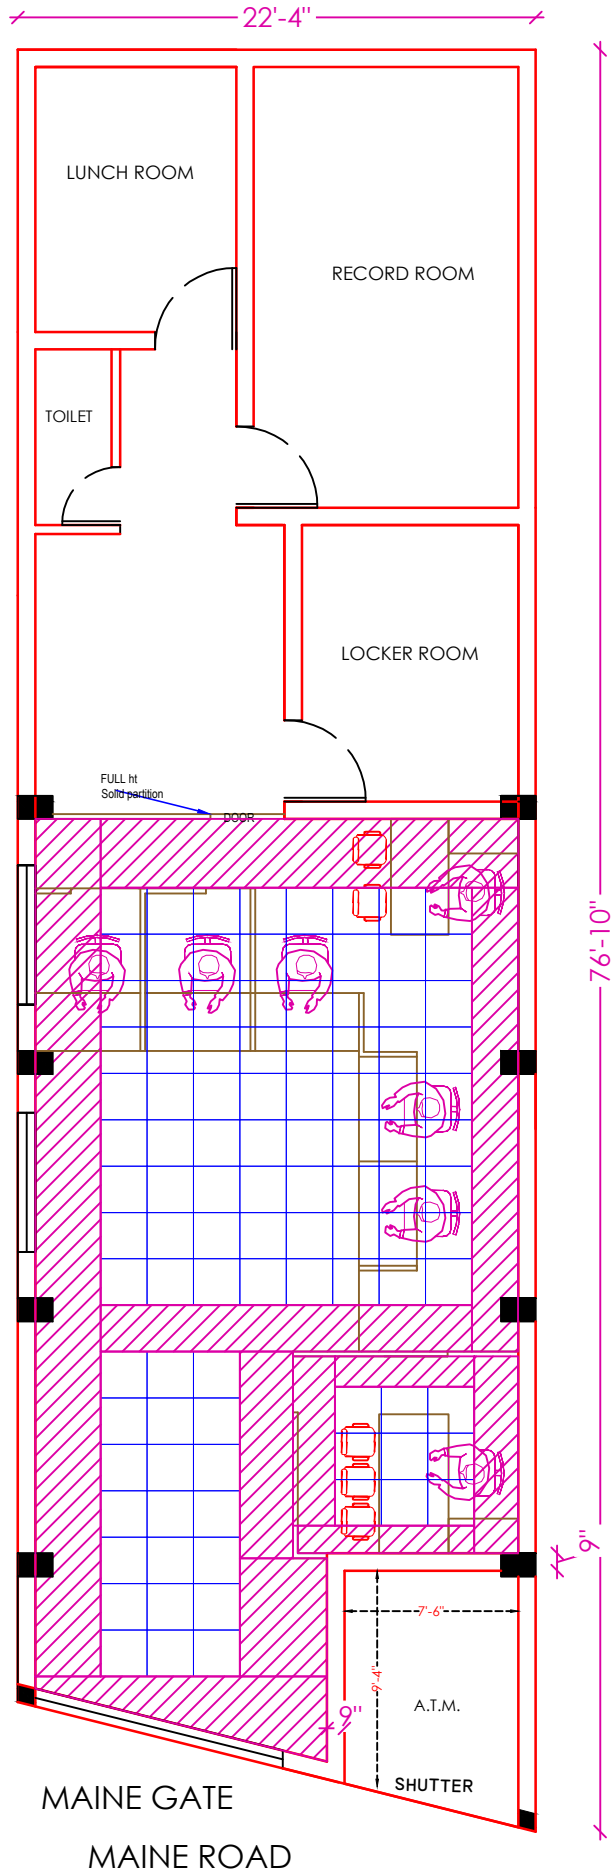 22'-4"
LUNCH ROOM
RECORD ROOM
TOILET
LOCKER ROOM
FULL ht
Solid partition
DOOR
76'-10"
9"
7'-6"
9'-4"
A.T.M.
9"
SHUTTER
MAINE GATE
MAINE ROAD